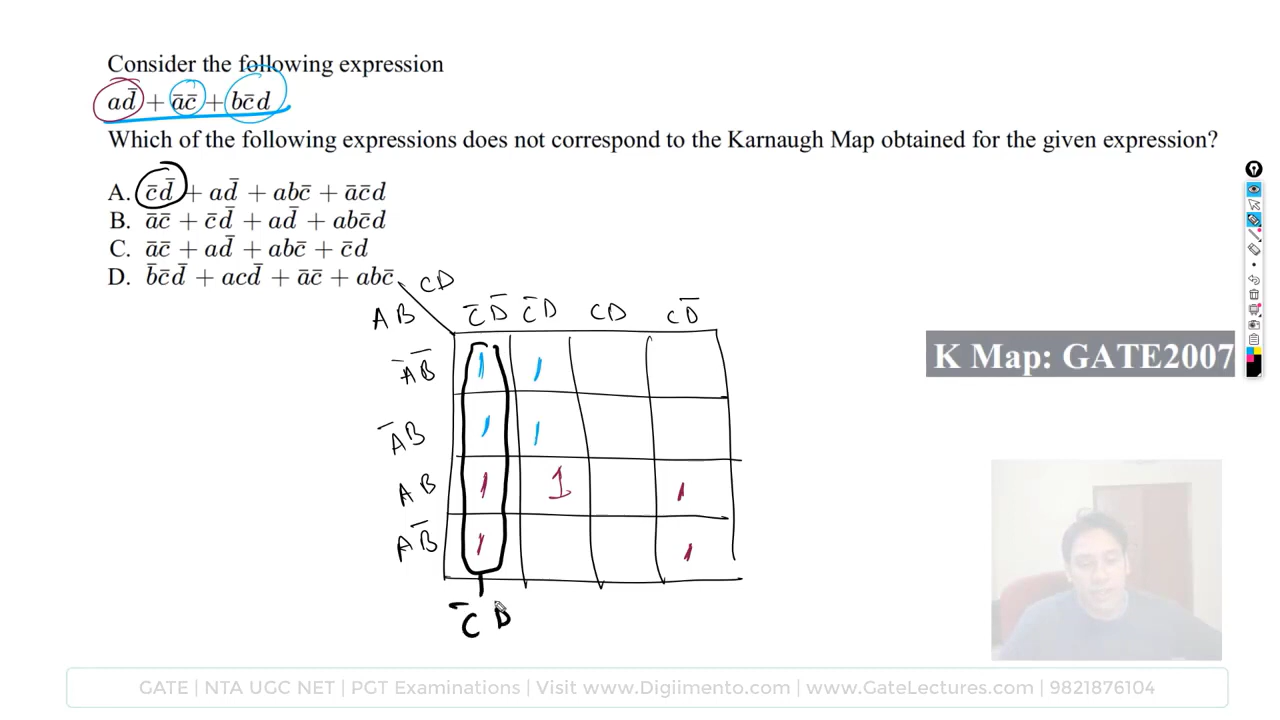 Consider the following expression
ad̄ + āc̄ + bc̄d
Which of the following expressions does not correspond to the Karnaugh Map obtained for the given expression?
A. c̄d̄ + ad̄ + abc̄ + āc̄d
B. āc̄ + c̄d̄ + ad̄ + abc̄d
C. āc̄ + ad̄ + abc̄ + c̄d
D. b̄c̄d̄ + acd̄ + āc̄ + abc̄
CD
AB C̄D̄ C̄D CD CD̄
K Map: GATE2007
ĀB̄ 1 1
ĀB 1 1
AB 1 1 1
AB̄ 1 1
C̄D
GATE | NTA UGC NET | PGT Examinations | Visit www.Digiimento.com | www.GateLectures.com | 9821876104